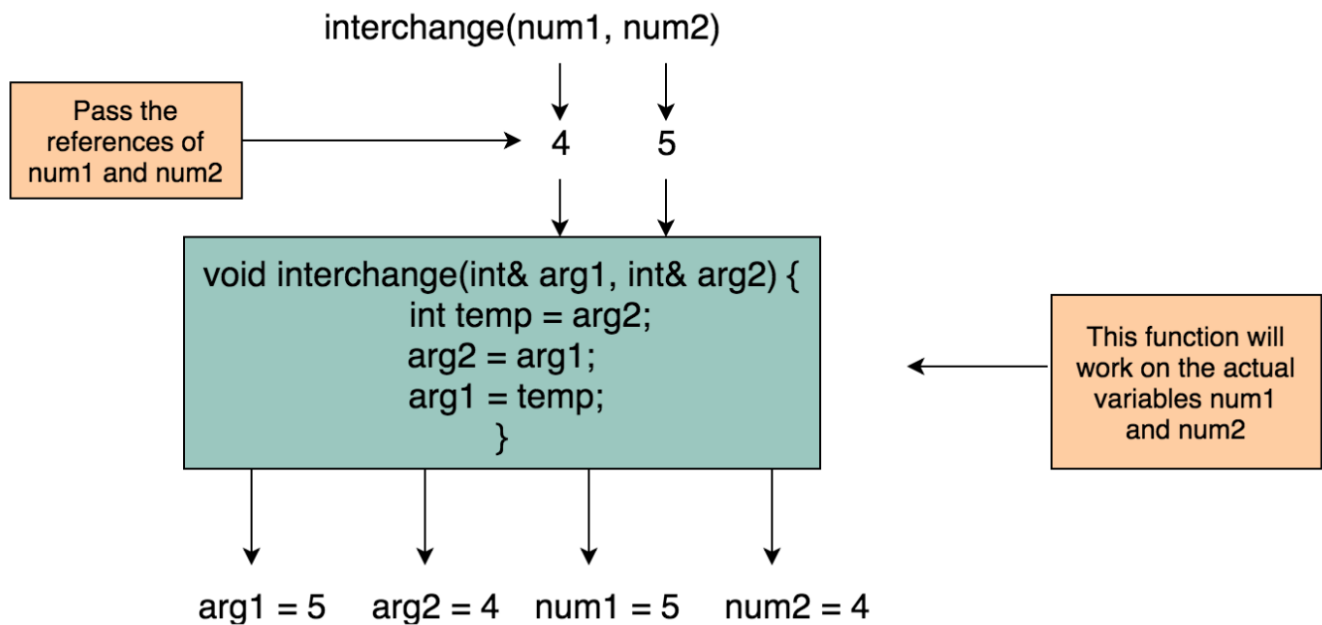 interchange(num1, num2)
Pass the
references of
num1 and num2
4 5
void interchange(int& arg1, int& arg2) {
int temp = arg2;
arg2 = arg1;
arg1 = temp;
}
This function will
work on the actual
variables num1
and num2
arg1 = 5 arg2 = 4 num1 = 5 num2 = 4